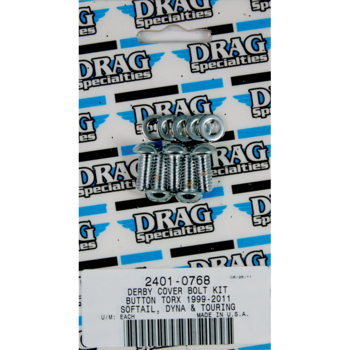 DRAG
Specialties
DRAG
Specialties
DRAG
Specialties
DRAG
Specialties
DRAG
Specialties
2401-0768
DERBY COVER BOLT KIT
BUTTON TORX 1999-2011
SOFTAIL, DYNA & TOURING
U/M: EACH MADE IN U.S.A.